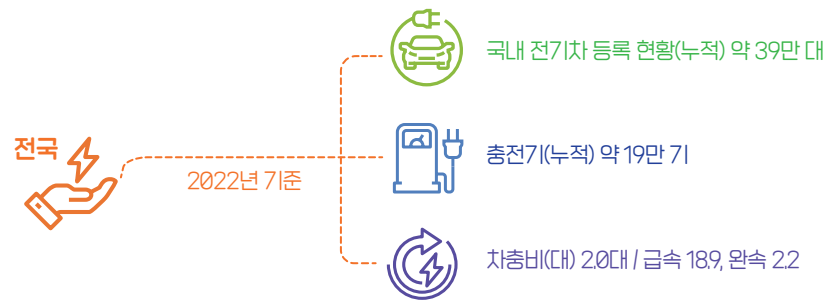 전국
2022년 기준
국내 전기차 등록 현황(누적) 약 39만 대
충전기(누적) 약 19만 기
차충비(대) 2.0대 / 급속 18.9, 완속 2.2